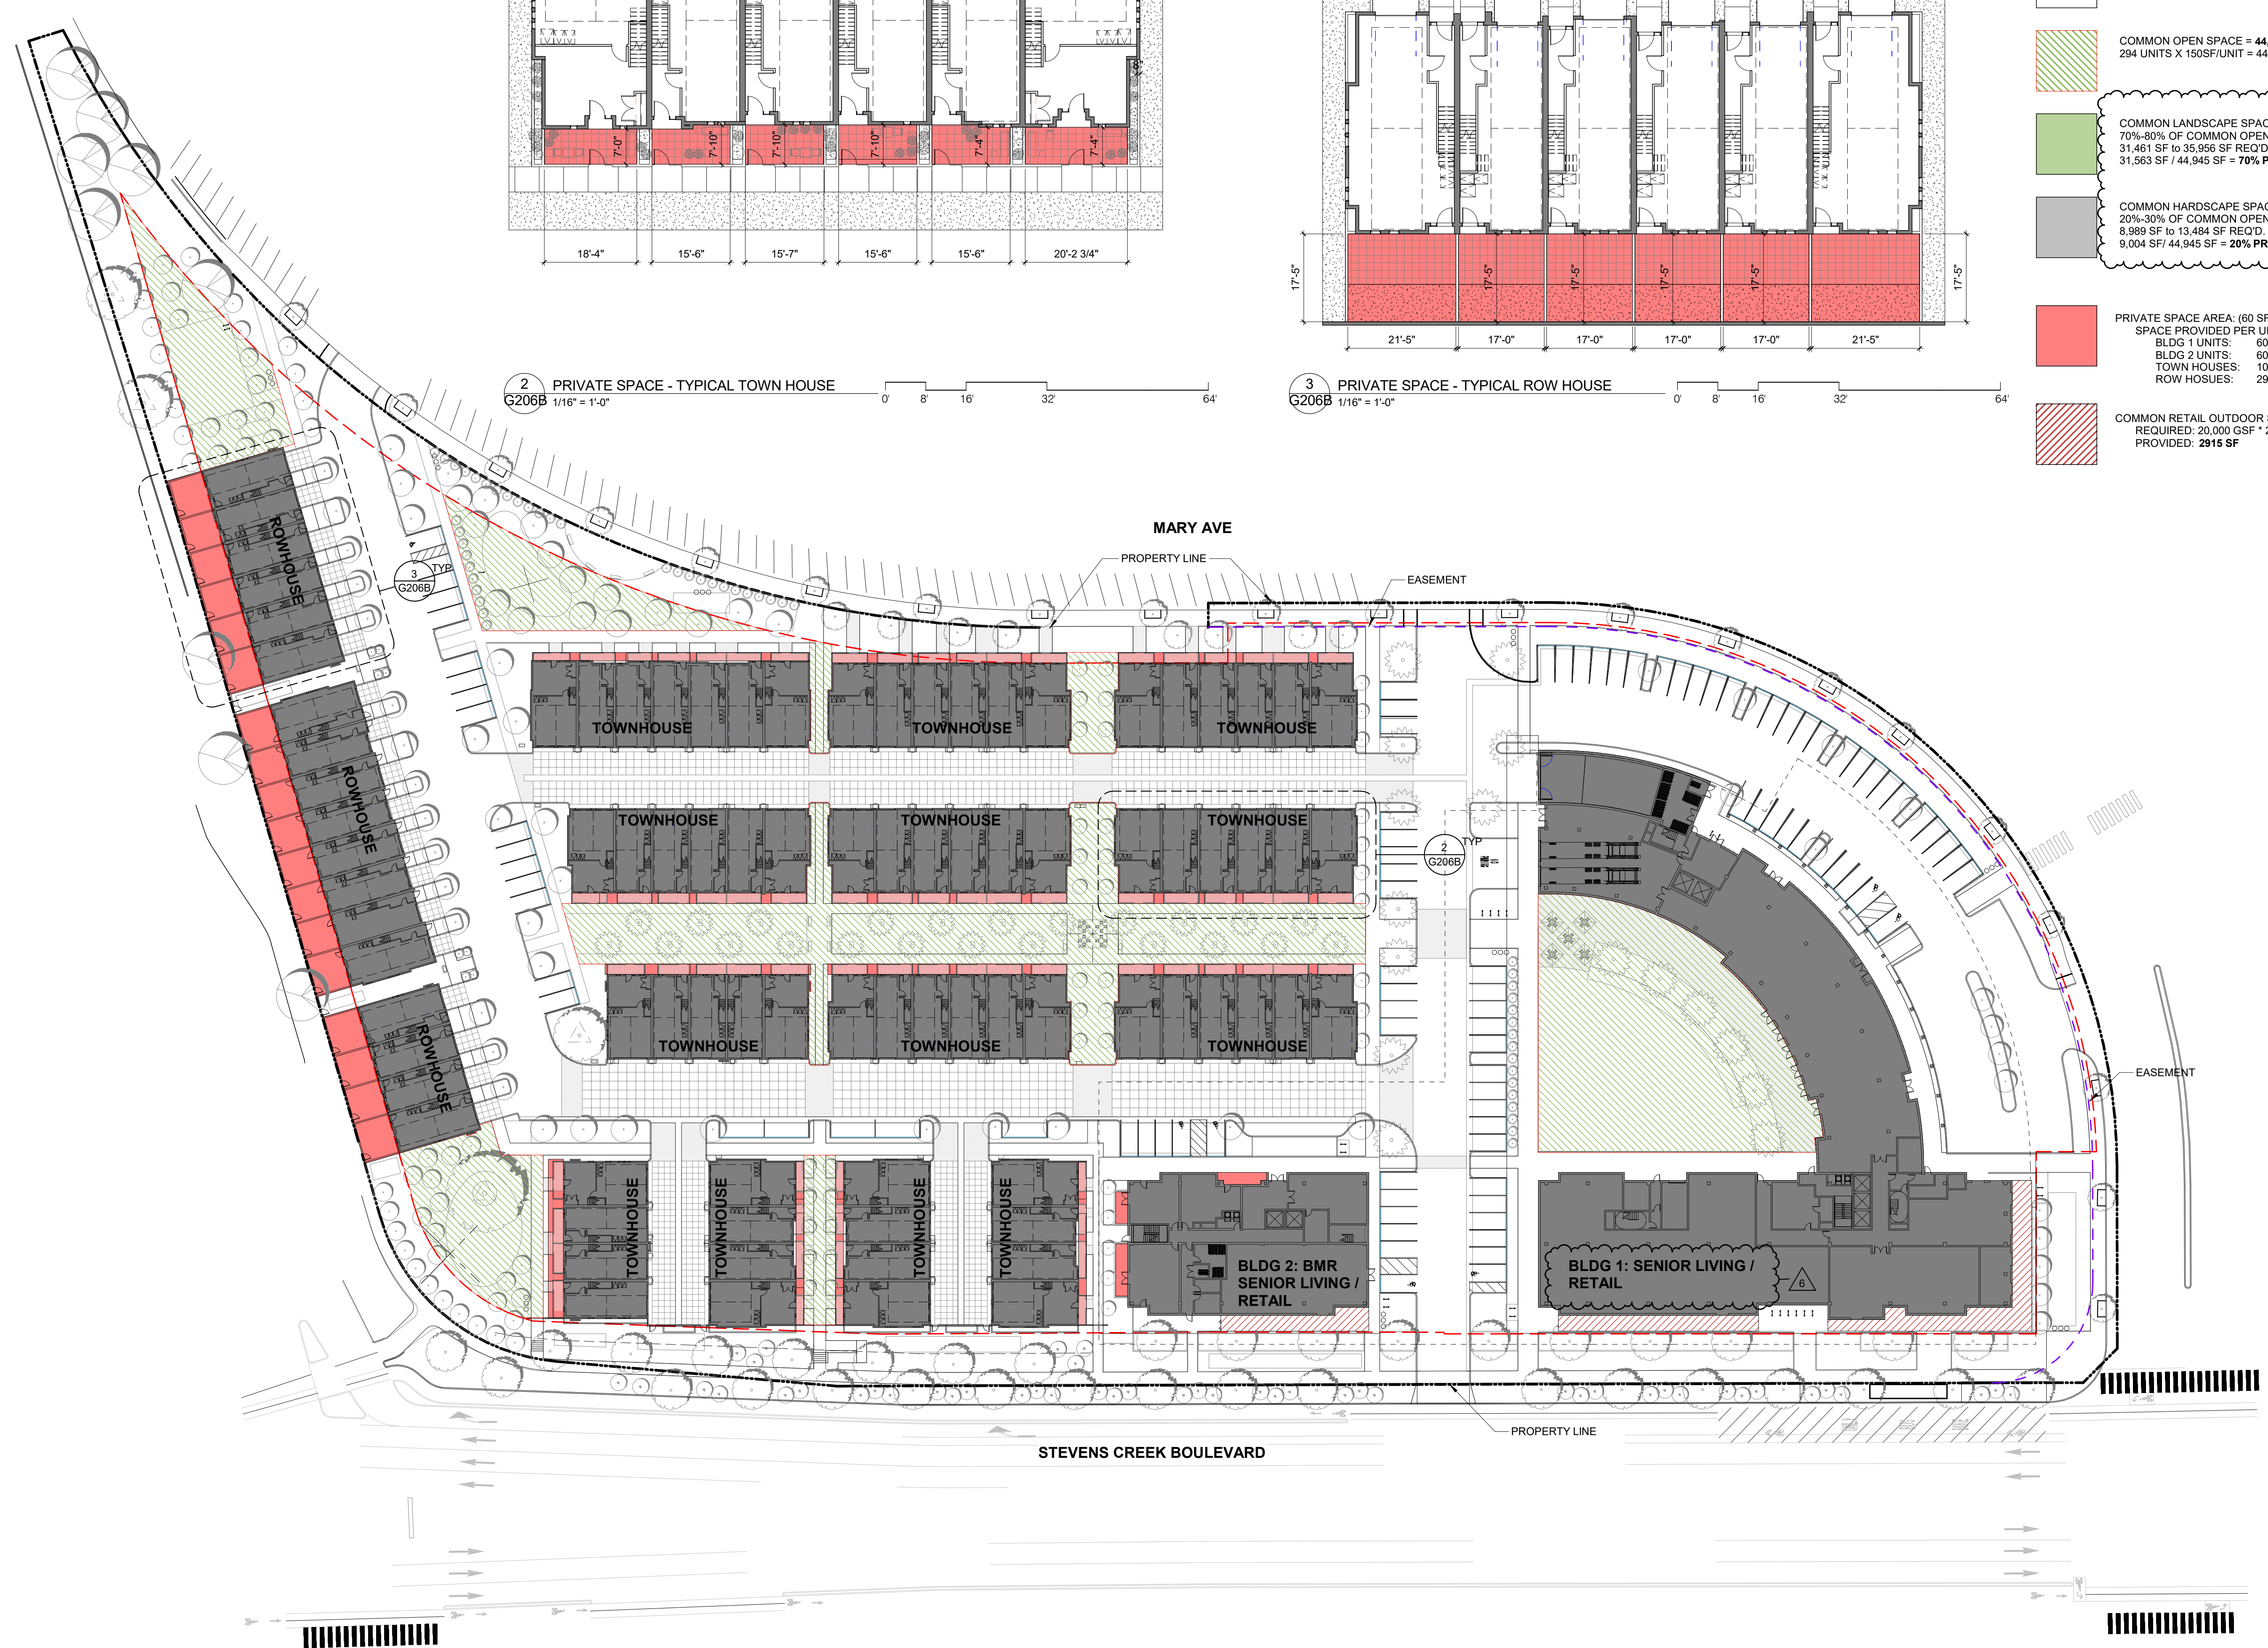 COMMON OPEN SPACE = 44,
294 UNITS X 150SF/UNIT = 44
COMMON LANDSCAPE SPAC
70%-80% OF COMMON OPEN
31,461 SF to 35,956 SF REQ'D
31,563 SF / 44,945 SF = 70% P
COMMON HARDSCAPE SPAC
20%-30% OF COMMON OPEN
8,989 SF to 13,484 SF REQ'D.
9,004 SF/ 44,945 SF = 20% PR
PRIVATE SPACE AREA: (60 SF
SPACE PROVIDED PER U
BLDG 1 UNITS: 60
BLDG 2 UNITS: 60
TOWN HOUSES: 10
ROW HOSUES: 29
COMMON RETAIL OUTDOOR
REQUIRED: 20,000 GSF * 2
PROVIDED: 2915 SF
8"
7'-0" 7'-10" 7'-10" 7'-10" 7'-4" 7'-4"
18'-4" 15'-6" 15'-7" 15'-6" 15'-6" 20'-2 3/4"
2
G206B
PRIVATE SPACE - TYPICAL TOWN HOUSE
1/16" = 1'-0"
0' 8' 16' 32' 64'
17'-5" 17'-5" 17'-5" 17'-5" 17'-5" 17'-5"
21'-5" 17'-0" 17'-0" 17'-0" 17'-0" 21'-5"
3
G206B
PRIVATE SPACE - TYPICAL ROW HOUSE
1/16" = 1'-0"
0' 8' 16' 32' 64'
MARY AVE
PROPERTY LINE
EASEMENT
ROWHOUSE
3
G206B
TYP
TOWNHOUSE
TOWNHOUSE
TOWNHOUSE
ROWHOUSE
TOWNHOUSE
TOWNHOUSE
TOWNHOUSE
2
G206B
TYP
TOWNHOUSE
TOWNHOUSE
TOWNHOUSE
ROWHOUSE
EASEMENT
TOWNHOUSE
TOWNHOUSE
TOWNHOUSE
TOWNHOUSE
BLDG 2: BMR
SENIOR LIVING /
RETAIL
BLDG 1: SENIOR LIVING /
RETAIL
6
PROPERTY LINE
STEVENS CREEK BOULEVARD